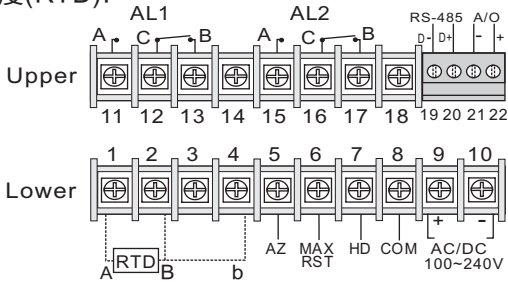 度(RTD):
AL1 AL2 RS-485 A/O
A C B A C B D- D+ - +
Upper
11 12 13 14 15 16 17 18 19 20 21 22
1 2 3 4 5 6 7 8 9 10
Lower
+ -
AZ MAX RST HD COM AC/DC 100~240V
A RTD B b